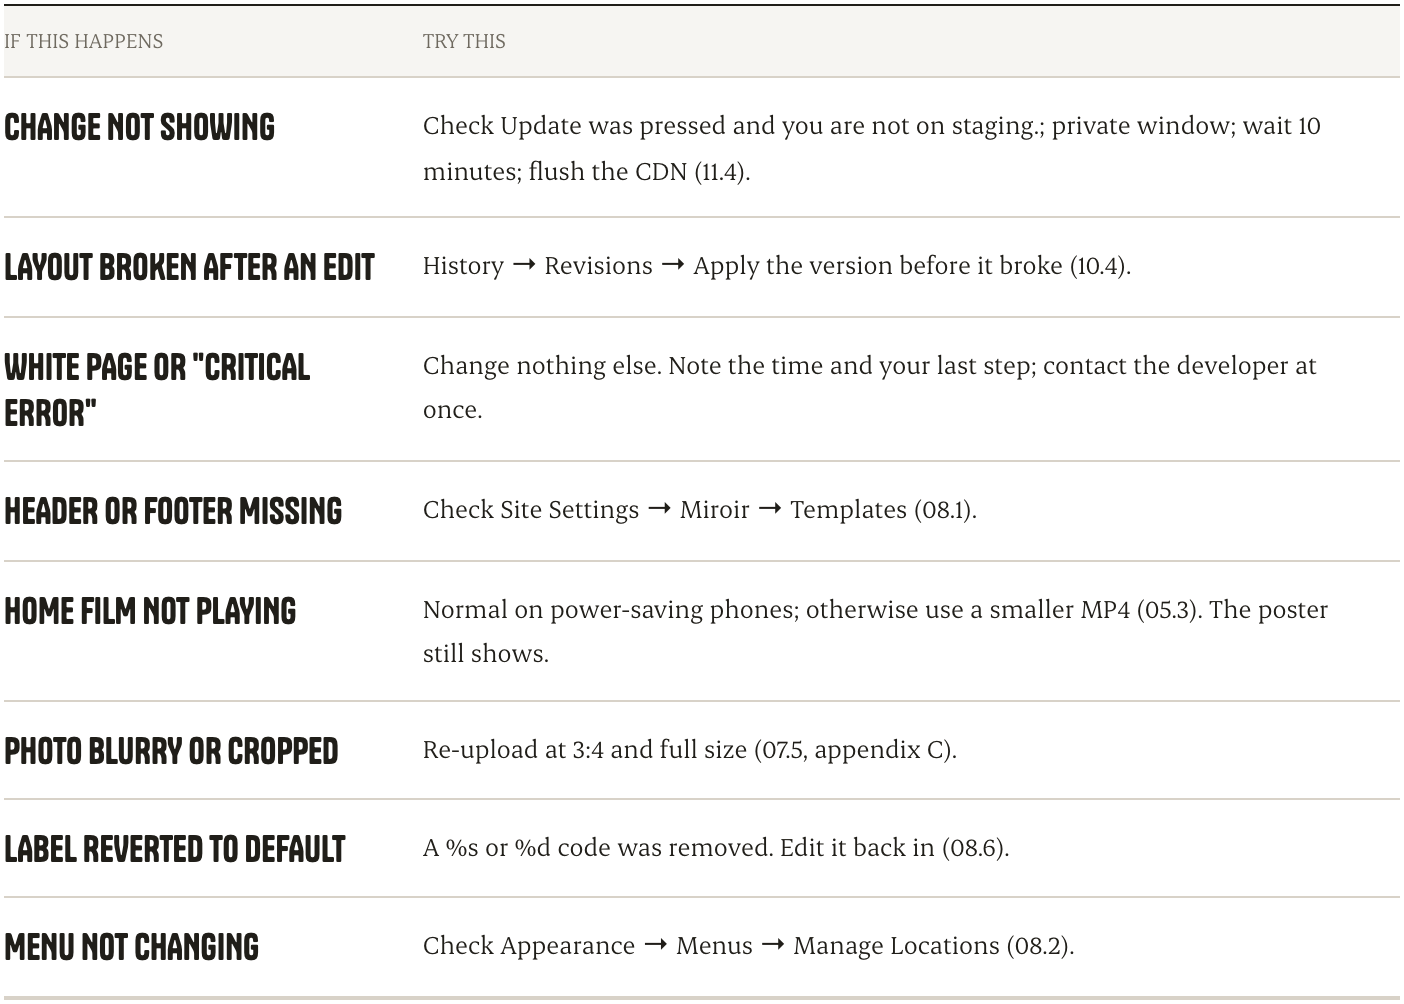 IF THIS HAPPENS TRY THIS
CHANGE NOT SHOWING Check Update was pressed and you are not on staging.; private window; wait 10
minutes; flush the CDN (11.4).
LAYOUT BROKEN AFTER AN EDIT History → Revisions → Apply the version before it broke (10.4).
WHITE PAGE OR "CRITICAL Change nothing else. Note the time and your last step; contact the developer at
ERROR" once.
HEADER OR FOOTER MISSING Check Site Settings → Miroir → Templates (08.1).
HOME FILM NOT PLAYING Normal on power-saving phones; otherwise use a smaller MP4 (05.3). The poster
still shows.
PHOTO BLURRY OR CROPPED Re-upload at 3:4 and full size (07.5, appendix C).
LABEL REVERTED TO DEFAULT A %s or %d code was removed. Edit it back in (08.6).
MENU NOT CHANGING Check Appearance → Menus → Manage Locations (08.2).